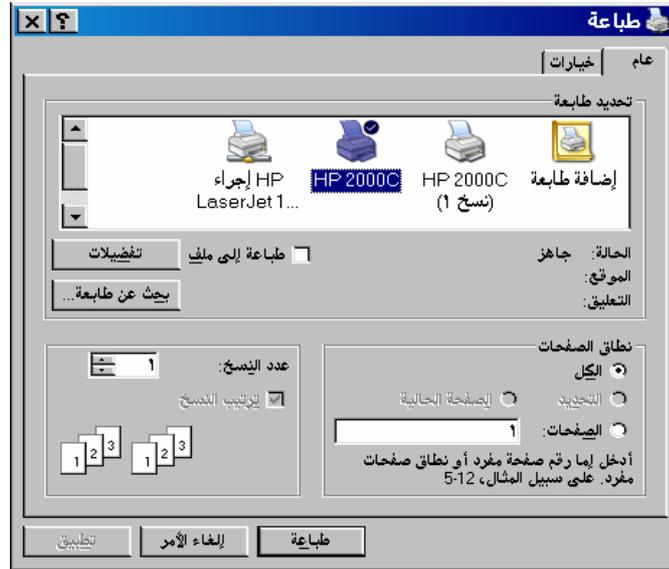 طباعة
عام
خيارات
تحديد طابعة
إضافة طابعة
HP 2000C
(نسخ ١)
HP 2000C
HP إجراء
LaserJet 1...
الحالة: جاهز
الموقع:
التعليق:
طباعة إلى ملف
تفضيلات
بحث عن طابعة...
نطاق الصفحات
الكل
التحديد
الصفحة الحالية
الصفحات: ١
أدخل إما رقم صفحة مفرد أو نطاق صفحات
مفرد. على سبيل المثال، 5-12
عدد النسخ: ١
ترتيب النسخ
1 2 3
1 2 3
طباعة
إلغاء الأمر
تطبيق